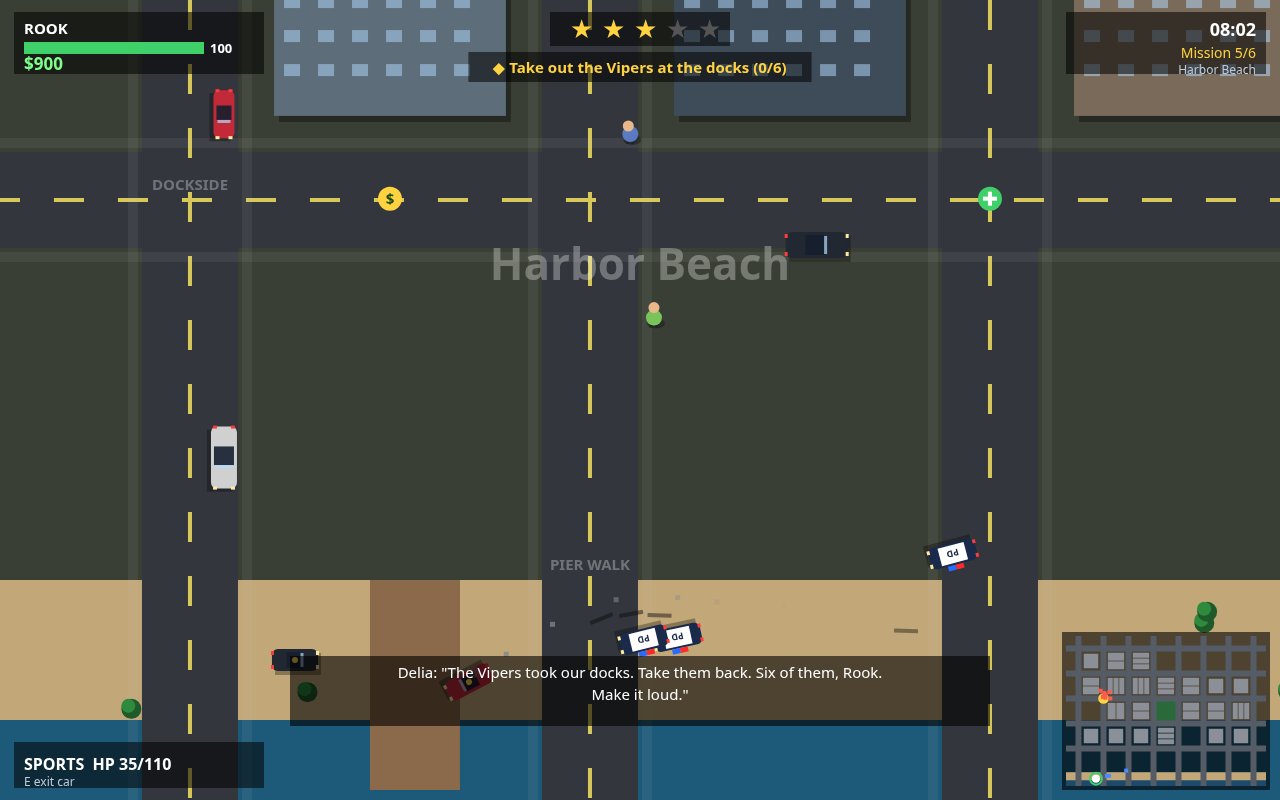 ROOK
100
$900
◆ Take out the Vipers at the docks (0/6)
08:02
Mission 5/6
Harbor Beach
DOCKSIDE
$
Harbor Beach
PIER WALK
PD
PD
PD
Delia: "The Vipers took our docks. Take them back. Six of them, Rook.
Make it loud."
SPORTS HP 35/110
E exit car